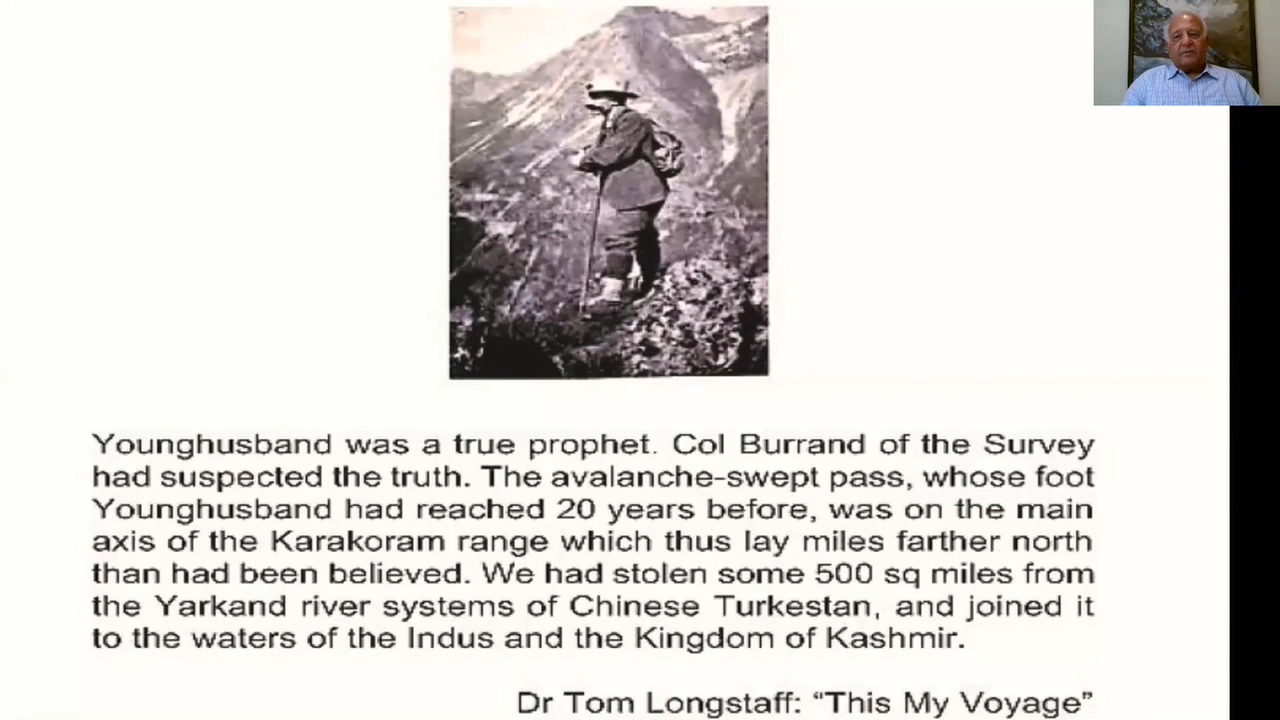 Younghusband was a true prophet. Col Burrand of the Survey
had suspected the truth. The avalanche-swept pass, whose foot
Younghusband had reached 20 years before, was on the main
axis of the Karakoram range which thus lay miles farther north
than had been believed. We had stolen some 500 sq miles from
the Yarkand river systems of Chinese Turkestan, and joined it
to the waters of the Indus and the Kingdom of Kashmir.
Dr Tom Longstaff: “This My Voyage”